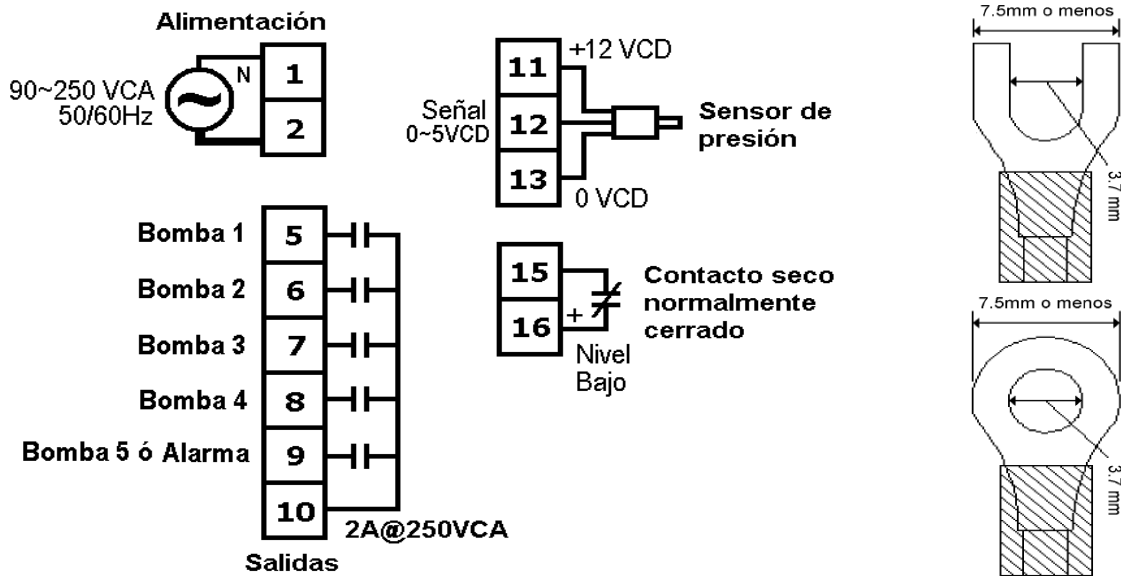 Alimentación
90~250 VCA
50/60Hz
N
1
2
Bomba 1
5
Bomba 2
6
Bomba 3
7
Bomba 4
8
Bomba 5 ó Alarma
9
10
2A@250VCA
Salidas
11
+12 VCD
Señal
0~5VCD
12
13
0 VCD
Sensor de
presión
15
16
+
Nivel
Bajo
Contacto seco
normalmente
cerrado
7.5mm o menos
3.7 mm
7.5mm o menos
3.7 mm